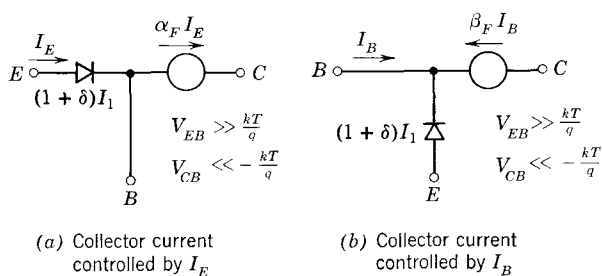 I_E
α_F I_E
E
C
(1 + δ)I_1
V_EB >> kT/q
V_CB << − kT/q
B
(a) Collector current
controlled by I_E
β_F I_B
I_B
B
C
(1 + δ)I_1
V_EB >> kT/q
V_CB << − kT/q
E
(b) Collector current
controlled by I_B